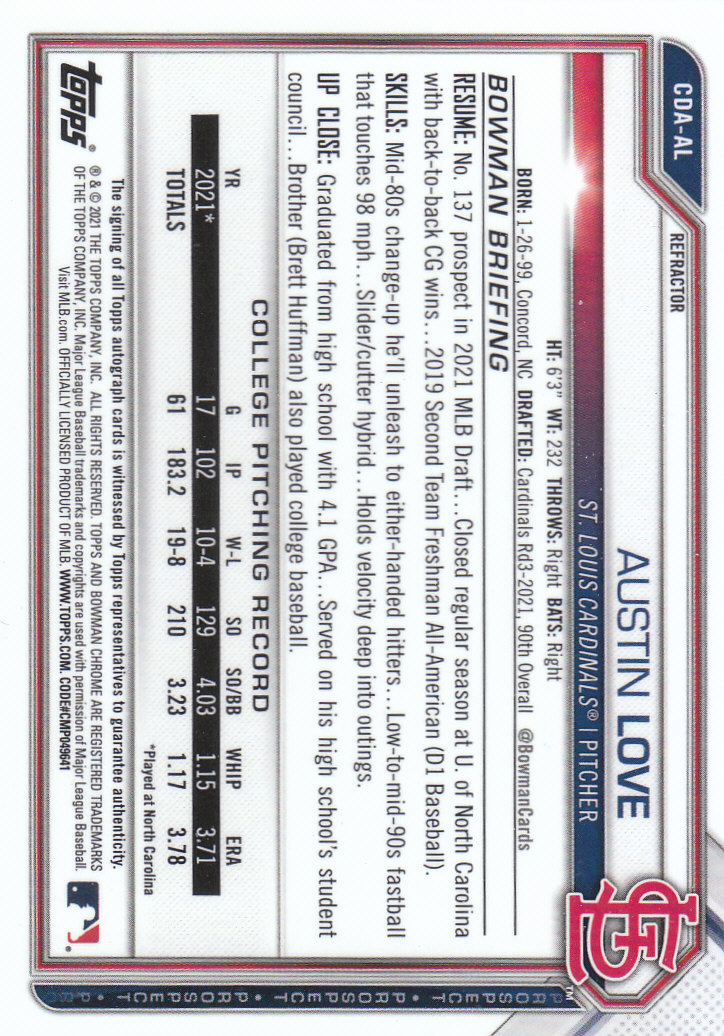 CDA-AL
REFRACTOR
AUSTIN LOVE
ST. LOUIS CARDINALS® | PITCHER
HT: 6'3" WT: 232 THROWS: Right BATS: Right
BORN: 1-26-99, Concord, NC DRAFTED: Cardinals Rd3-2021, 90th Overall @BowmanCards
BOWMAN BRIEFING
RESUME: No. 137 prospect in 2021 MLB Draft...Closed regular season at U. of North Carolina
with back-to-back CG wins...2019 Second Team Freshman All-American (D1 Baseball).
SKILLS: Mid-80s change-up he'll unleash to either-handed hitters...Low-to-mid-90s fastball
that touches 98 mph...Slider/cutter hybrid...Holds velocity deep into outings.
UP CLOSE: Graduated from high school with 4.1 GPA...Served on his high school's student
council...Brother (Brett Huffman) also played college baseball.
COLLEGE PITCHING RECORD
YR G IP W-L SO SO/BB WHIP ERA
2021* 17 102 10-4 129 4.03 1.15 3.71
TOTALS 61 183.2 19-8 210 3.23 1.17 3.78
*Played at North Carolina
The signing of all Topps autograph cards is witnessed by Topps representatives to guarantee authenticity.
® & © 2021 THE TOPPS COMPANY, INC. ALL RIGHTS RESERVED. TOPPS AND BOWMAN CHROME ARE REGISTERED TRADEMARKS
OF THE TOPPS COMPANY, INC. Major League Baseball trademarks and copyrights are used with permission of Major League Baseball.
Visit MLB.com. OFFICIALLY LICENSED PRODUCT OF MLB. WWW.TOPPS.COM. CODE#CMP049641
Topps®
STL
TM
PROSPECT • PROSPECT • PROSPECT • PR